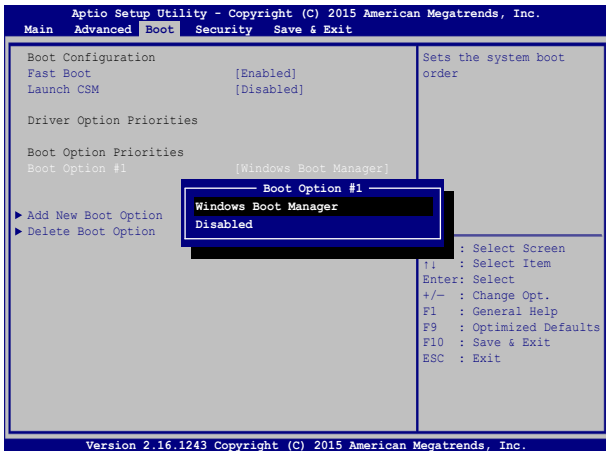 Aptio Setup Utility - Copyright (C) 2015 American Megatrends, Inc.
Main Advanced Boot Security Save & Exit
Boot Configuration
Fast Boot [Enabled]
Launch CSM [Disabled]
Driver Option Priorities
Boot Option Priorities
Boot Option #1 [Windows Boot Manager]
▶ Add New Boot Option
▶ Delete Boot Option
Boot Option #1
Windows Boot Manager
Disabled
Sets the system boot
order
: Select Screen
↑↓ : Select Item
Enter: Select
+/— : Change Opt.
F1 : General Help
F9 : Optimized Defaults
F10 : Save & Exit
ESC : Exit
Version 2.16.1243 Copyright (C) 2015 American Megatrends, Inc.